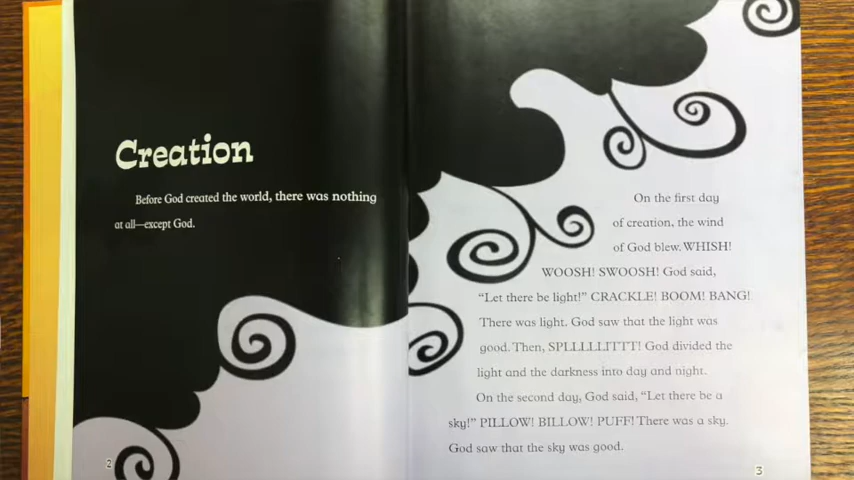 Creation
Before God created the world, there was nothing
at all—except God.
2
On the first day
of creation, the wind
of God blew. WHISH!
WOOSH! SWOOSH! God said,
“Let there be light!” CRACKLE! BOOM! BANG!
There was light. God saw that the light was
good. Then, SPLLLLLITTT! God divided the
light and the darkness into day and night.
On the second day, God said, “Let there be a
sky!” PILLOW! BILLOW! PUFF! There was a sky.
God saw that the sky was good.
3